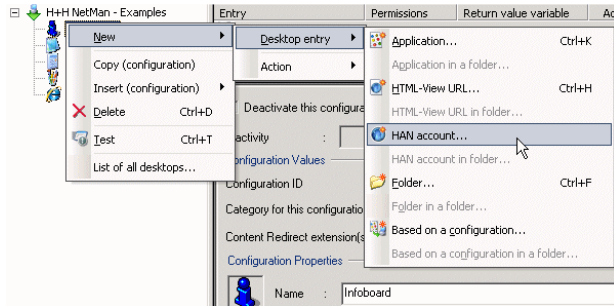 H+H NetMan - Examples
Entry Permissions Return value variable
New
Copy (configuration)
Insert (configuration)
Delete Ctrl+D
Test Ctrl+T
List of all desktops...
Desktop entry
Action
Application... Ctrl+K
Application in a folder...
HTML-View URL... Ctrl+H
HTML-View URL in folder...
HAN account...
HAN account in folder...
Folder... Ctrl+F
Folder in a folder...
Based on a configuration...
Based on a configuration in a folder...
Deactivate this configura
activity :
onfiguration Values
onfiguration ID
Category for this configuratio
Content Redirect extension(s
Configuration Properties
Name : Infoboard